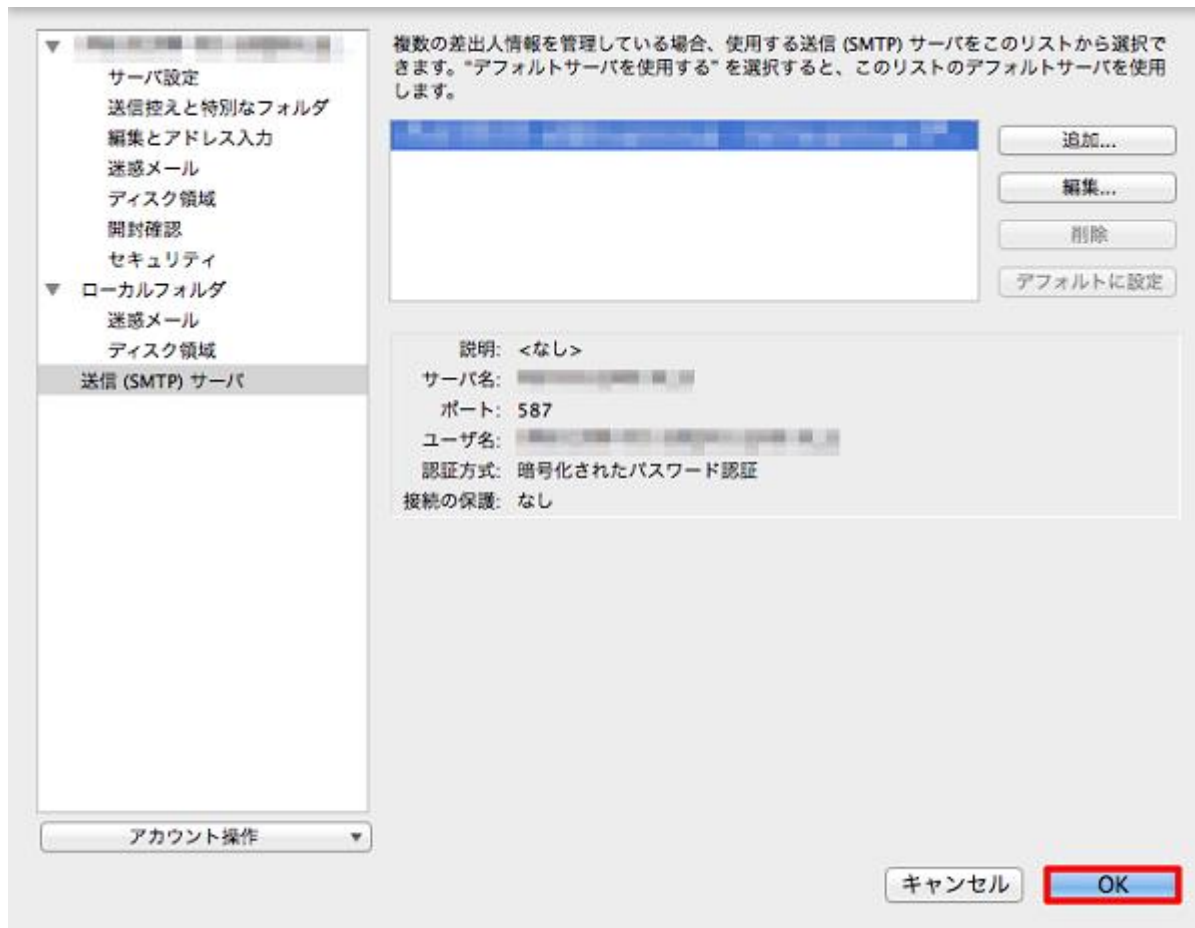 サーバ設定
送信控えと特別なフォルダ
編集とアドレス入力
迷惑メール
ディスク領域
開封確認
セキュリティ
ローカルフォルダ
迷惑メール
ディスク領域
送信 (SMTP) サーバ
アカウント操作
複数の差出人情報を管理している場合、使用する送信 (SMTP) サーバをこのリストから選択で
きます。"デフォルトサーバを使用する" を選択すると、このリストのデフォルトサーバを使用
します。
追加...
編集...
削除
デフォルトに設定
説明: <なし>
サーバ名:
ポート: 587
ユーザ名:
認証方式: 暗号化されたパスワード認証
接続の保護: なし
キャンセル
OK